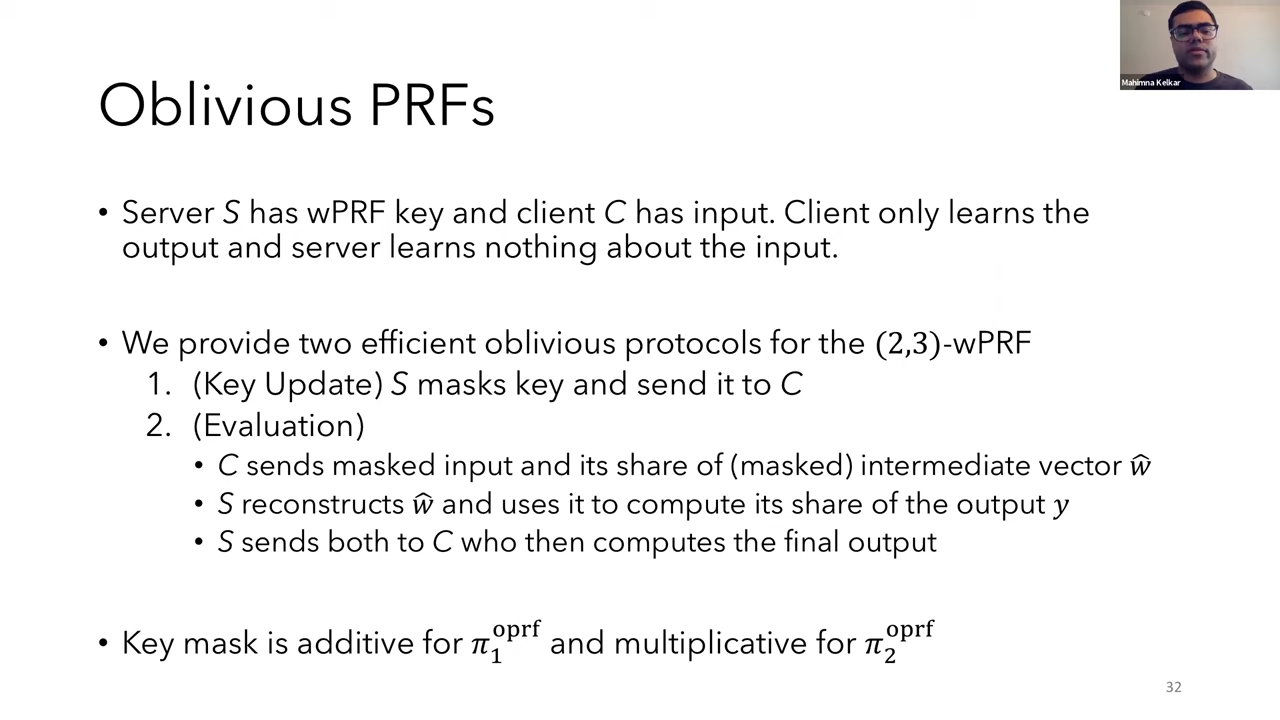 Mahimna Kelkar
Oblivious PRFs
• Server S has wPRF key and client C has input. Client only learns the
output and server learns nothing about the input.
• We provide two efficient oblivious protocols for the (2,3)-wPRF
1. (Key Update) S masks key and send it to C
2. (Evaluation)
• C sends masked input and its share of (masked) intermediate vector ŵ
• S reconstructs ŵ and uses it to compute its share of the output y
• S sends both to C who then computes the final output
• Key mask is additive for π₁^oprf and multiplicative for π₂^oprf
32